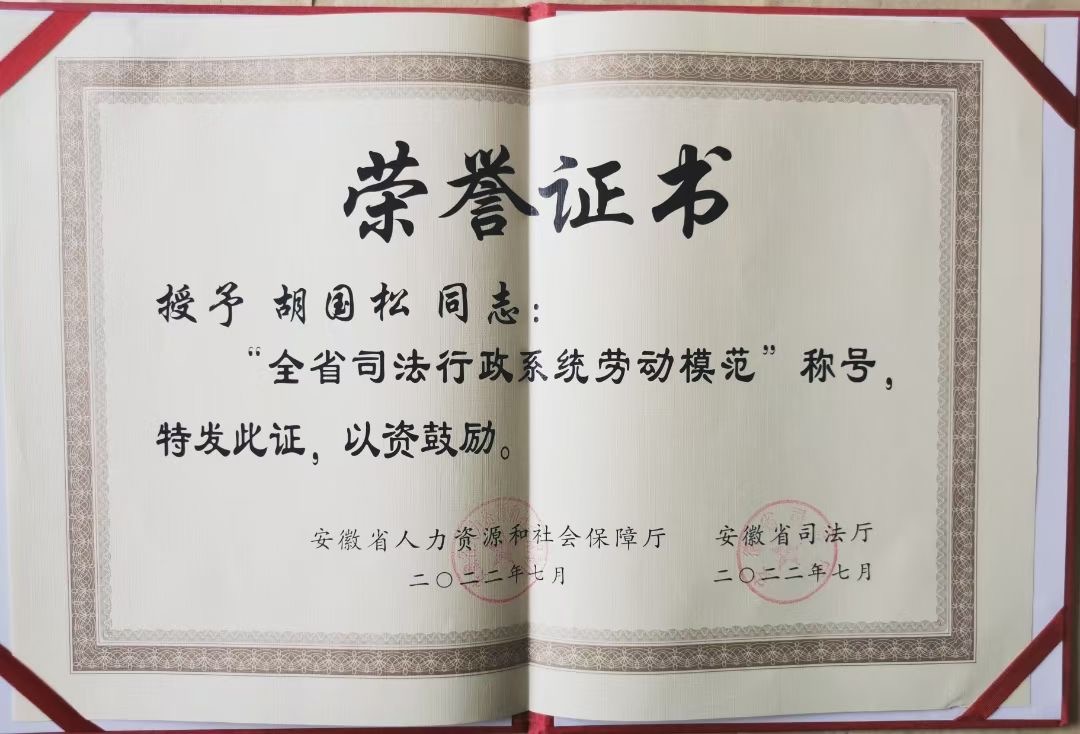 荣誉证书
授予 胡国松 同志：
“全省司法行政系统劳动模范”称号，
特发此证，以资鼓励。
安徽省人力资源和社会保障厅 安徽省司法厅
二〇二二年七月 二〇二二年七月